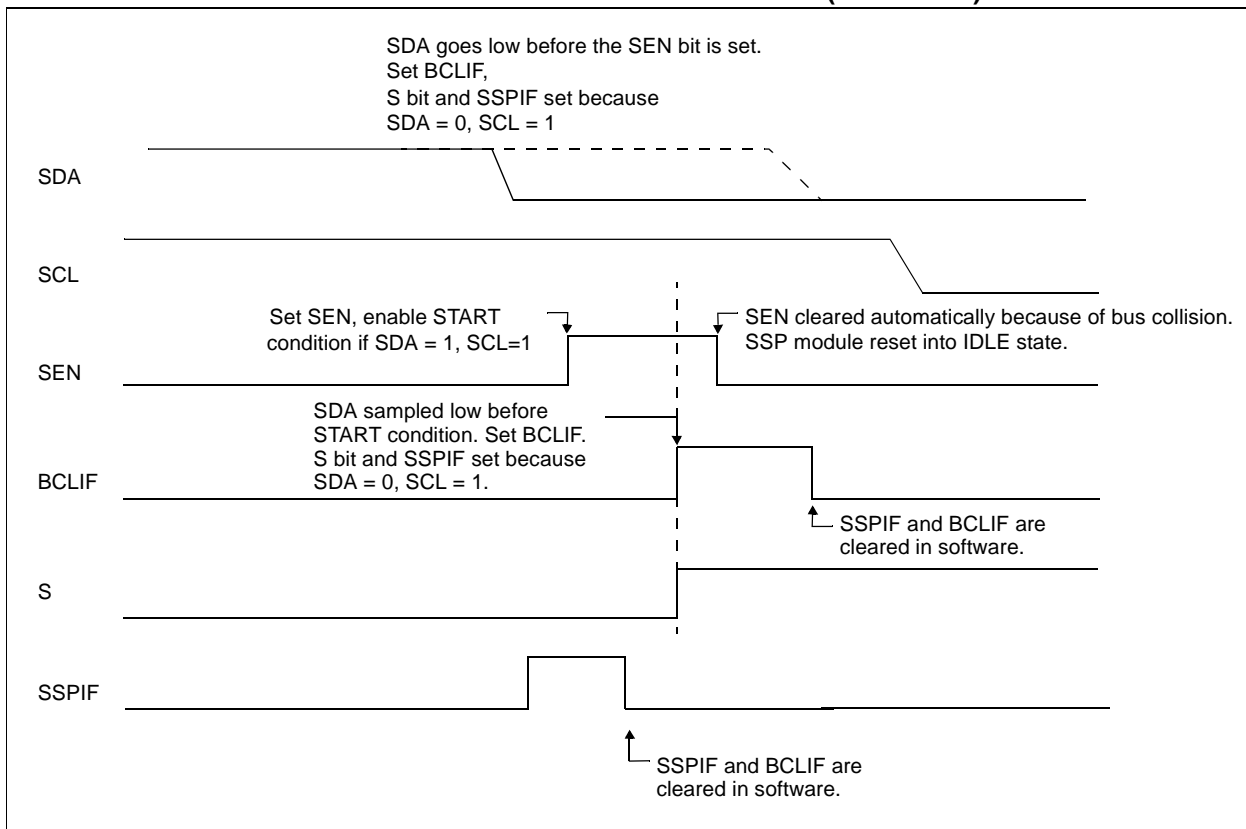 SDA goes low before the SEN bit is set.
Set BCLIF,
S bit and SSPIF set because
SDA = 0, SCL = 1
SDA
SCL
Set SEN, enable START
condition if SDA = 1, SCL=1
SEN cleared automatically because of bus collision.
SSP module reset into IDLE state.
SEN
SDA sampled low before
START condition. Set BCLIF.
S bit and SSPIF set because
SDA = 0, SCL = 1.
BCLIF
SSPIF and BCLIF are
cleared in software.
S
SSPIF
SSPIF and BCLIF are
cleared in software.